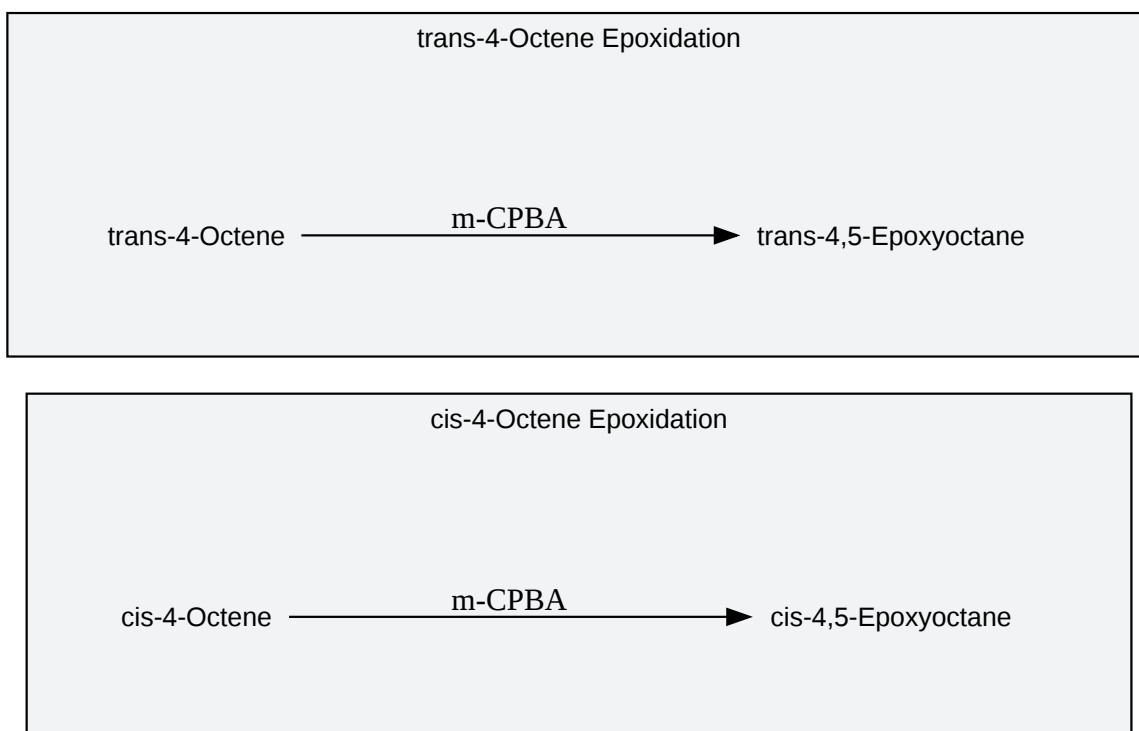 trans-4-Octene Epoxidation
m-CPBA
trans-4-Octene
trans-4,5-Epoxyoctane
cis-4-Octene Epoxidation
m-CPBA
cis-4-Octene
cis-4,5-Epoxyoctane